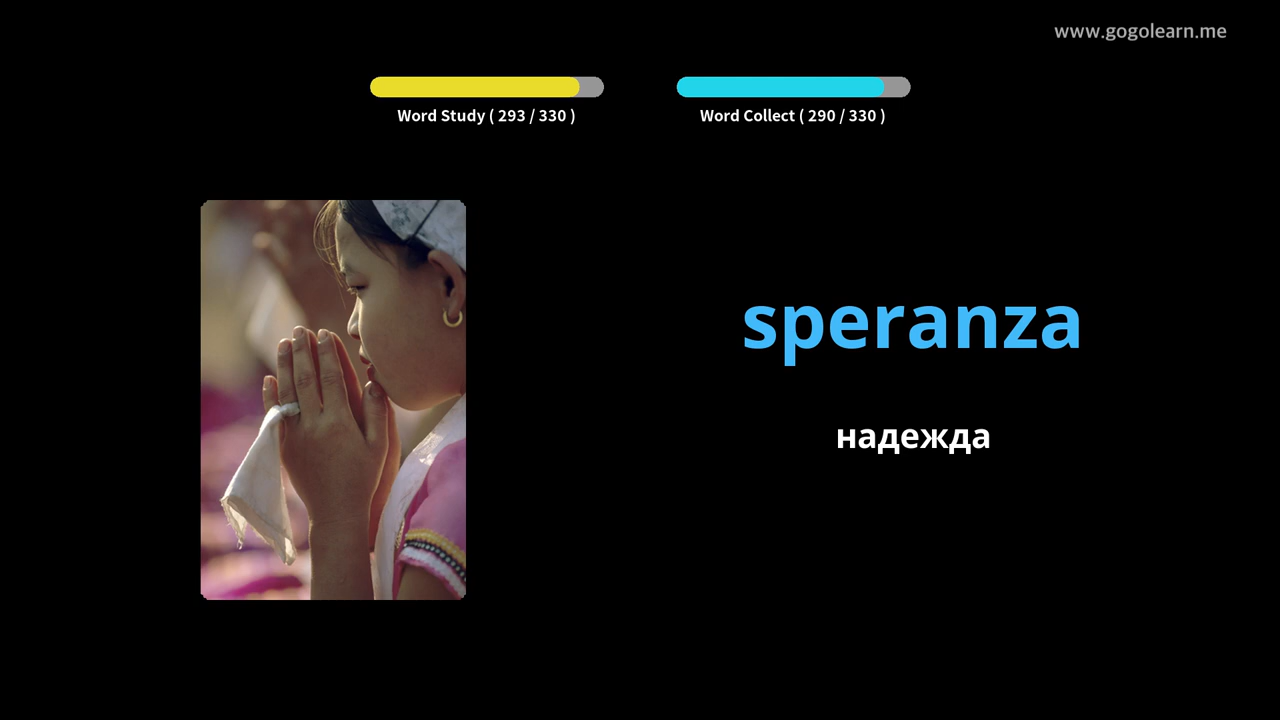 www.gogolearn.me
Word Study ( 293 / 330 )
Word Collect ( 290 / 330 )
speranza
надежда